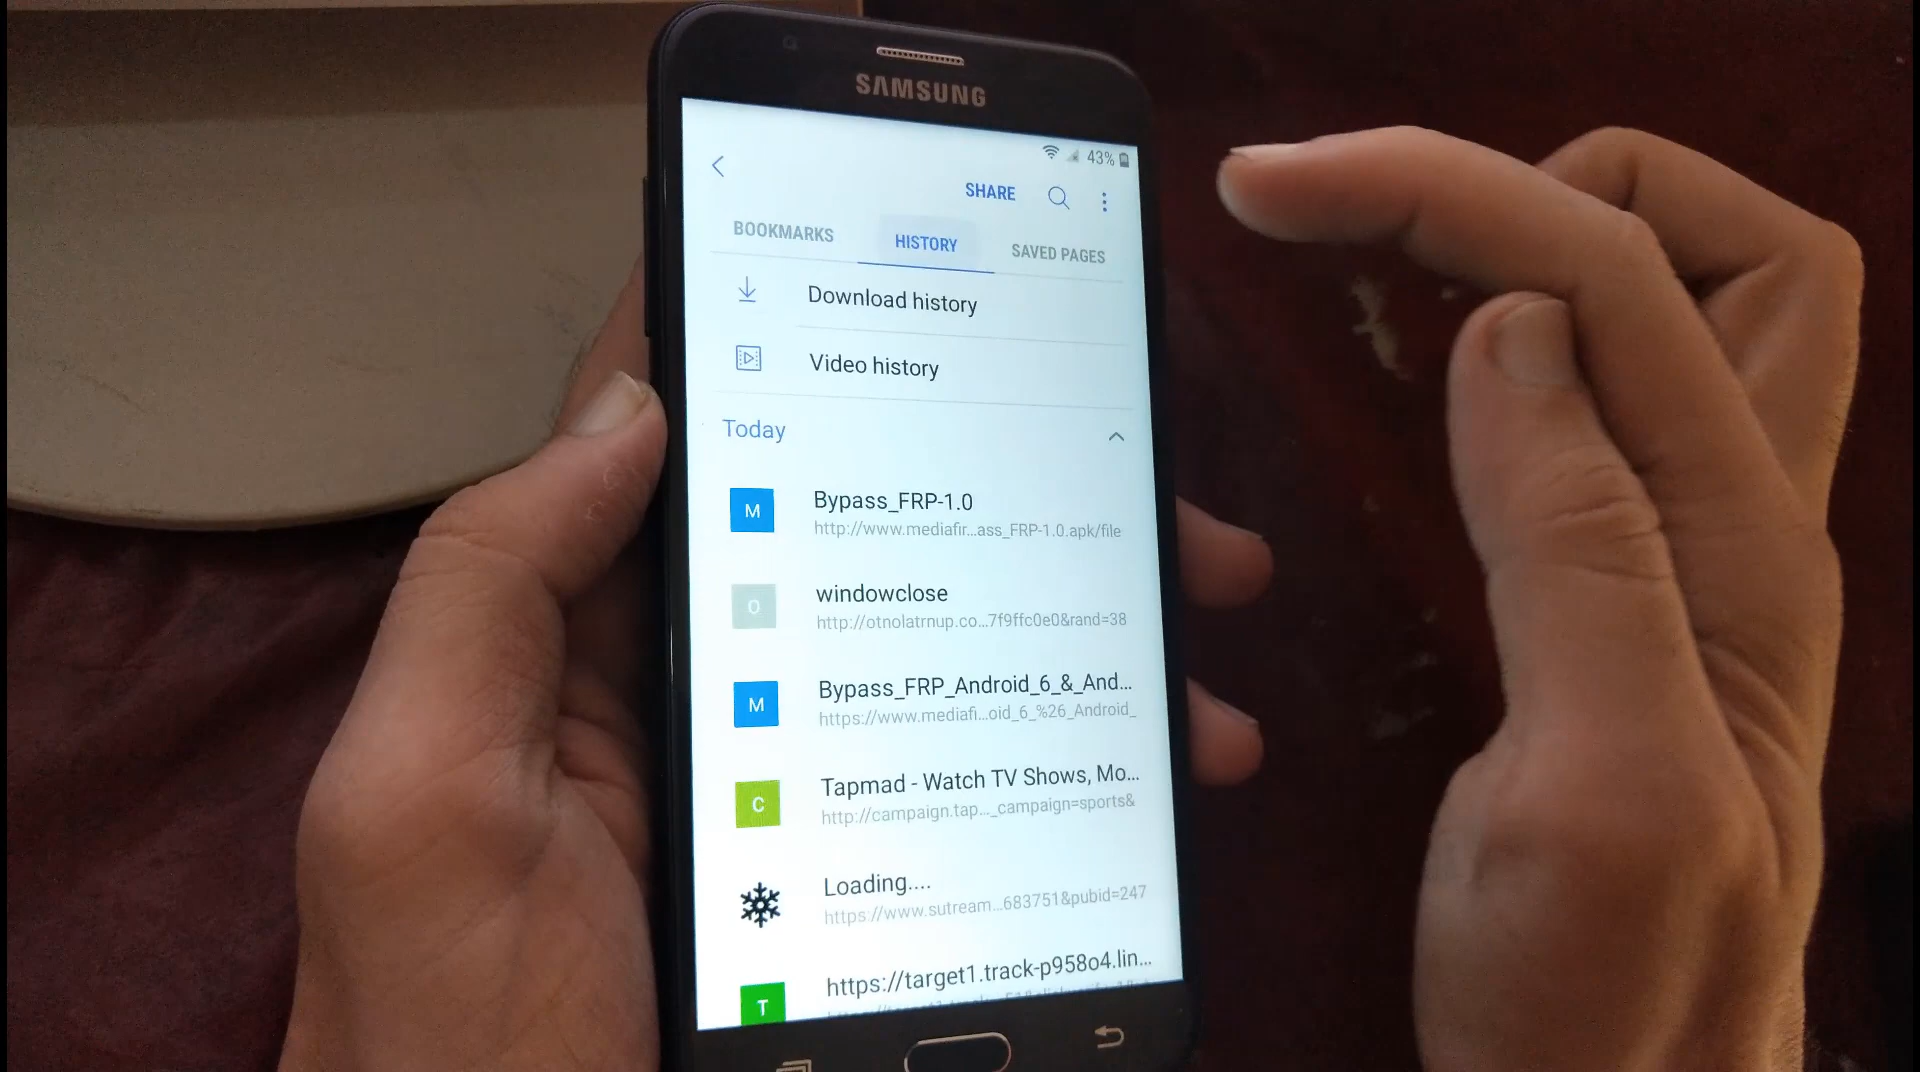 SAMSUNG
43%
SHARE
BOOKMARKS
HISTORY
SAVED PAGES
Download history
Video history
Today
M
Bypass_FRP-1.0
http://www.mediafir...ass_FRP-1.0.apk/file
O
windowclose
http://otnolatrnup.co...7f9ffc0e0&rand=38
M
Bypass_FRP_Android_6_&_And...
https://www.mediafi...oid_6_%26_Android_
C
Tapmad - Watch TV Shows, Mo...
http://campaign.tap..._campaign=sports&
Loading....
https://www.sutream...683751&pubid=247
T
https://target1.track-p958o4.lin...